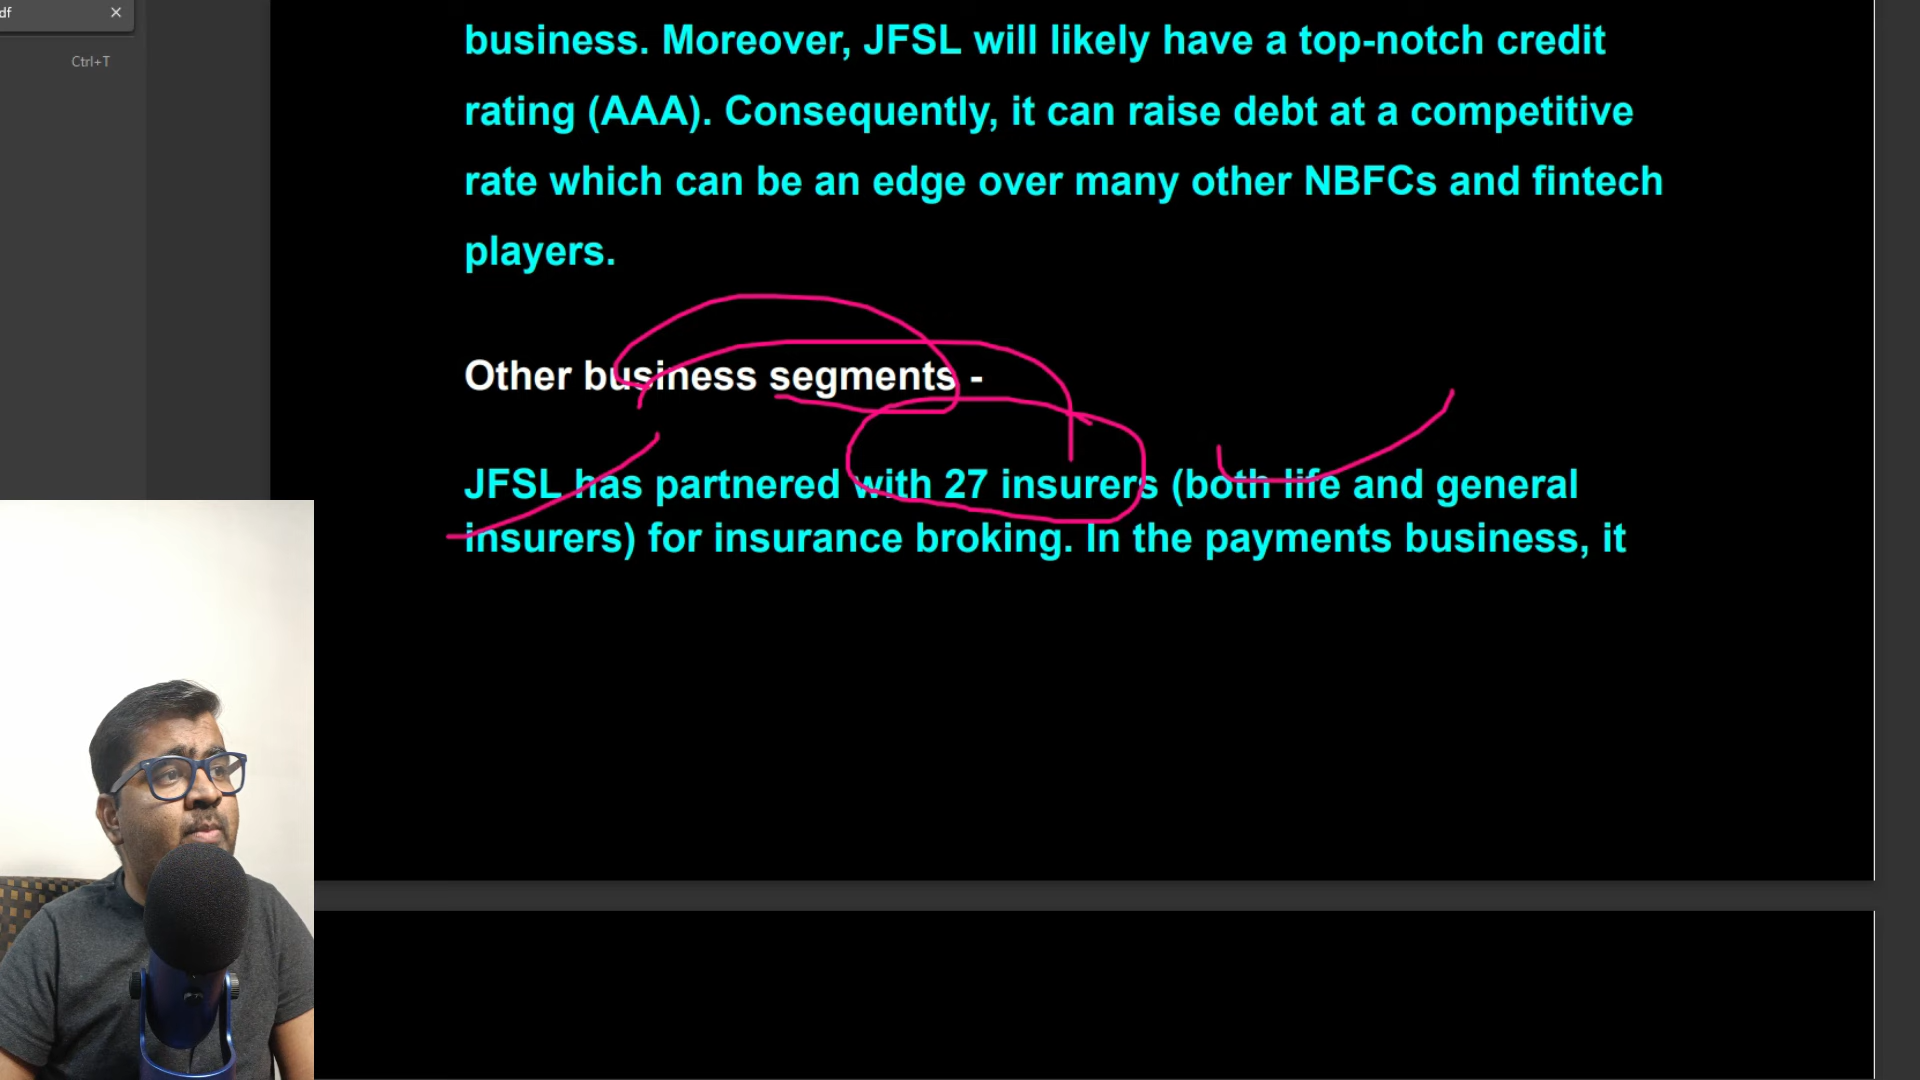 df
Ctrl+T
business. Moreover, JFSL will likely have a top-notch credit
rating (AAA). Consequently, it can raise debt at a competitive
rate which can be an edge over many other NBFCs and fintech
players.
Other business segments -
JFSL has partnered with 27 insurers (both life and general
insurers) for insurance broking. In the payments business, it